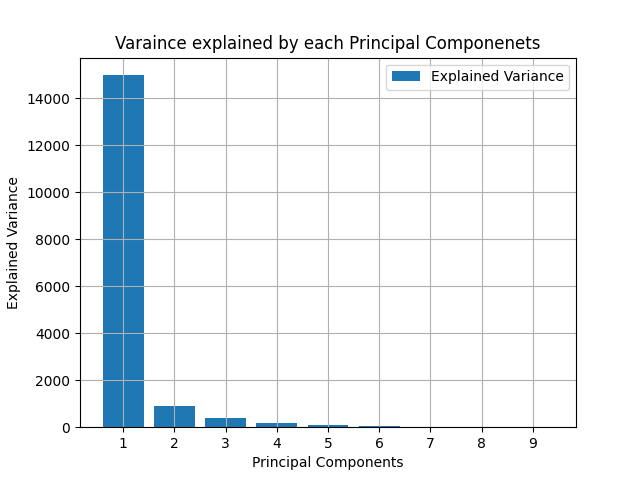 Varaince explained by each Principal Componenets
Explained Variance
14000
12000
10000
8000
6000
4000
2000
0
Explained Variance
1 2 3 4 5 6 7 8 9
Principal Components